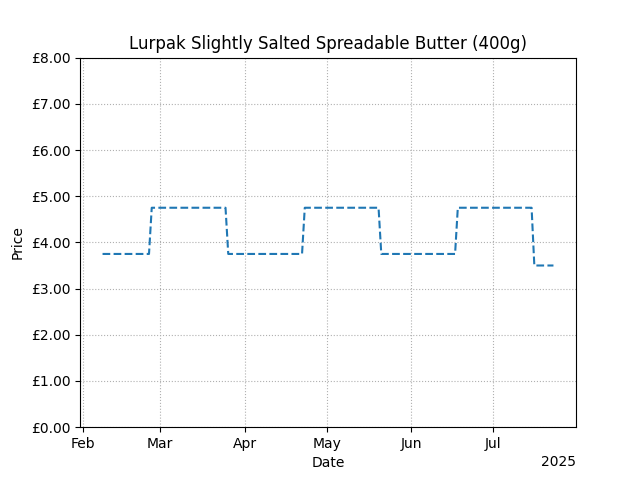 Lurpak Slightly Salted Spreadable Butter (400g)
£8.00
£7.00
£6.00
£5.00
£4.00
£3.00
£2.00
£1.00
£0.00
Price
Feb Mar Apr May Jun Jul
Date
2025